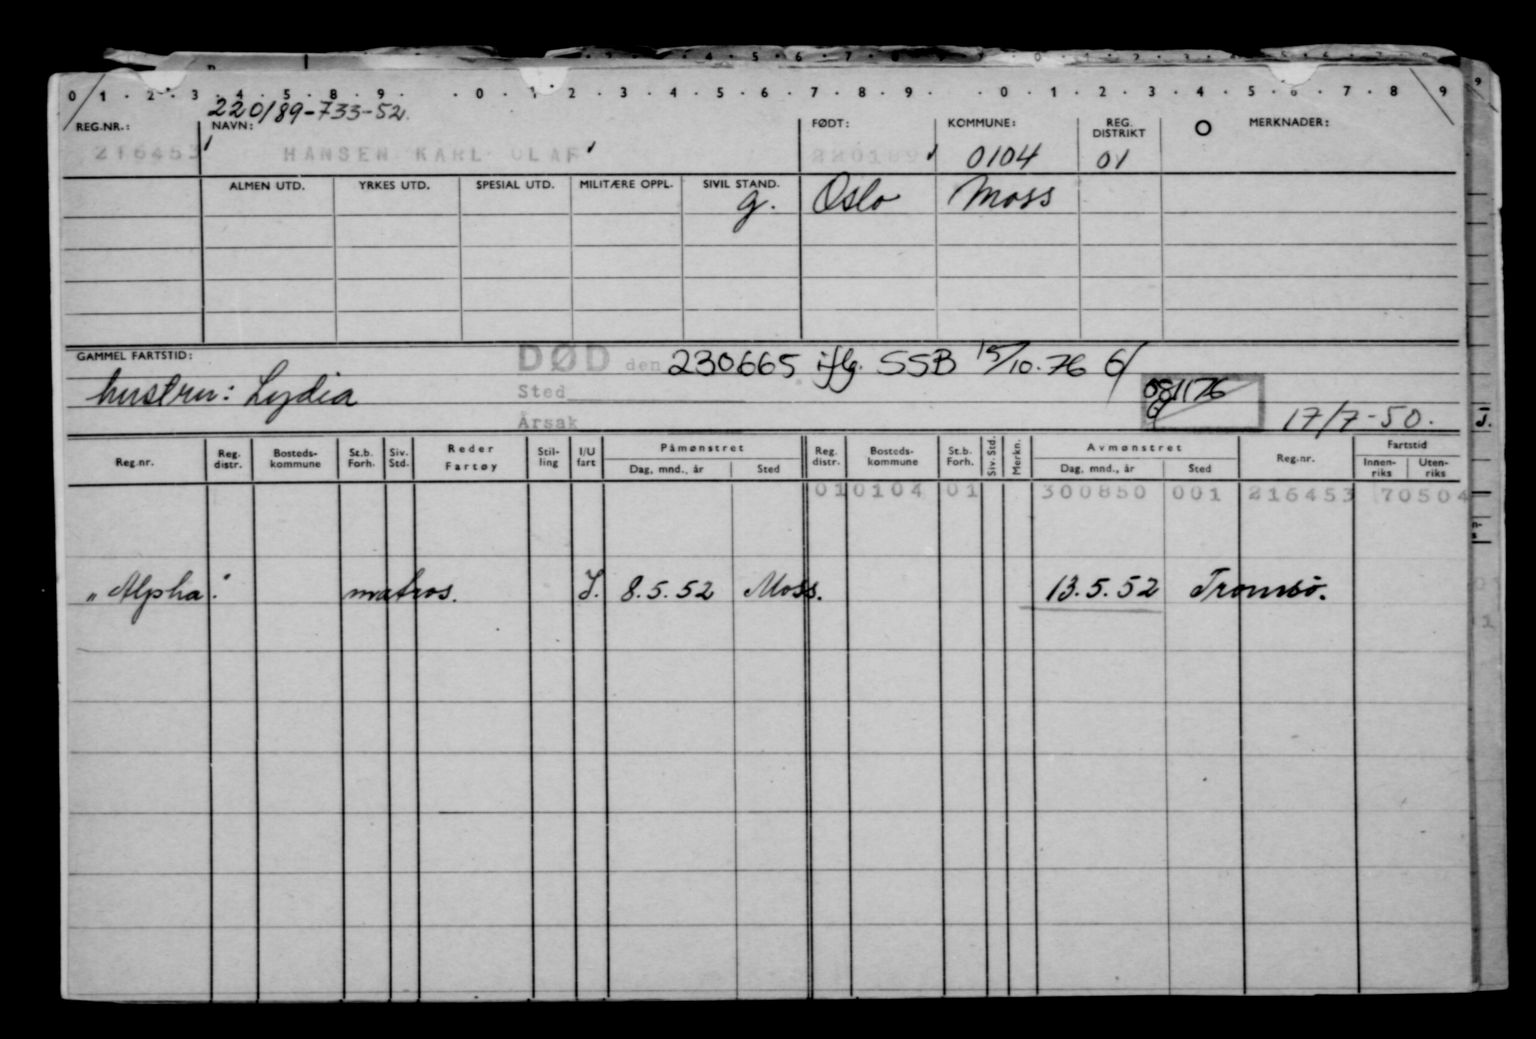 0 1 · 2 · 3 · 4 · 5 · 8 · 9 · · 0 · 1 · 2 · 3 · 4 · 5 · 6 · 7 · 8 · 9 · · 0 · 1 · 2 · 3 · 4 · 5 · 6 · 7 · 8 9
220189-733-52
REG.NR.: NAVN: FØDT: KOMMUNE: REG. DISTRIKT MERKNADER:
216453 HANSEN KARL OLAF 220189 0104 01
ALMEN UTD. YRKES UTD. SPESIAL UTD. MILITÆRE OPPL. SIVIL STAND.
g. Oslo Moss
GAMMEL FARTSTID: DØD den 230665 iflg. SSB 15/10-76
hustru: Lydia Sted 081176
Årsak 17/7-50.
Reg.nr. Reg. distr. Bosteds-kommune St.b. Forh. Siv. Std. Reder Fartøy Stil-ling I/U fart Påmønstret Dag, mnd., år Sted Reg. distr. Bosteds-kommune St.b. Forh. Siv. Std. Merkn. Avmønstret Dag, mnd., år Sted Reg.nr. Fartstid Innen-riks Uten-riks
01 0104 01 300850 001 216453 70504
"Alpha" matros. J. 8.5.52 Moss. 13.5.52 Tromsö.